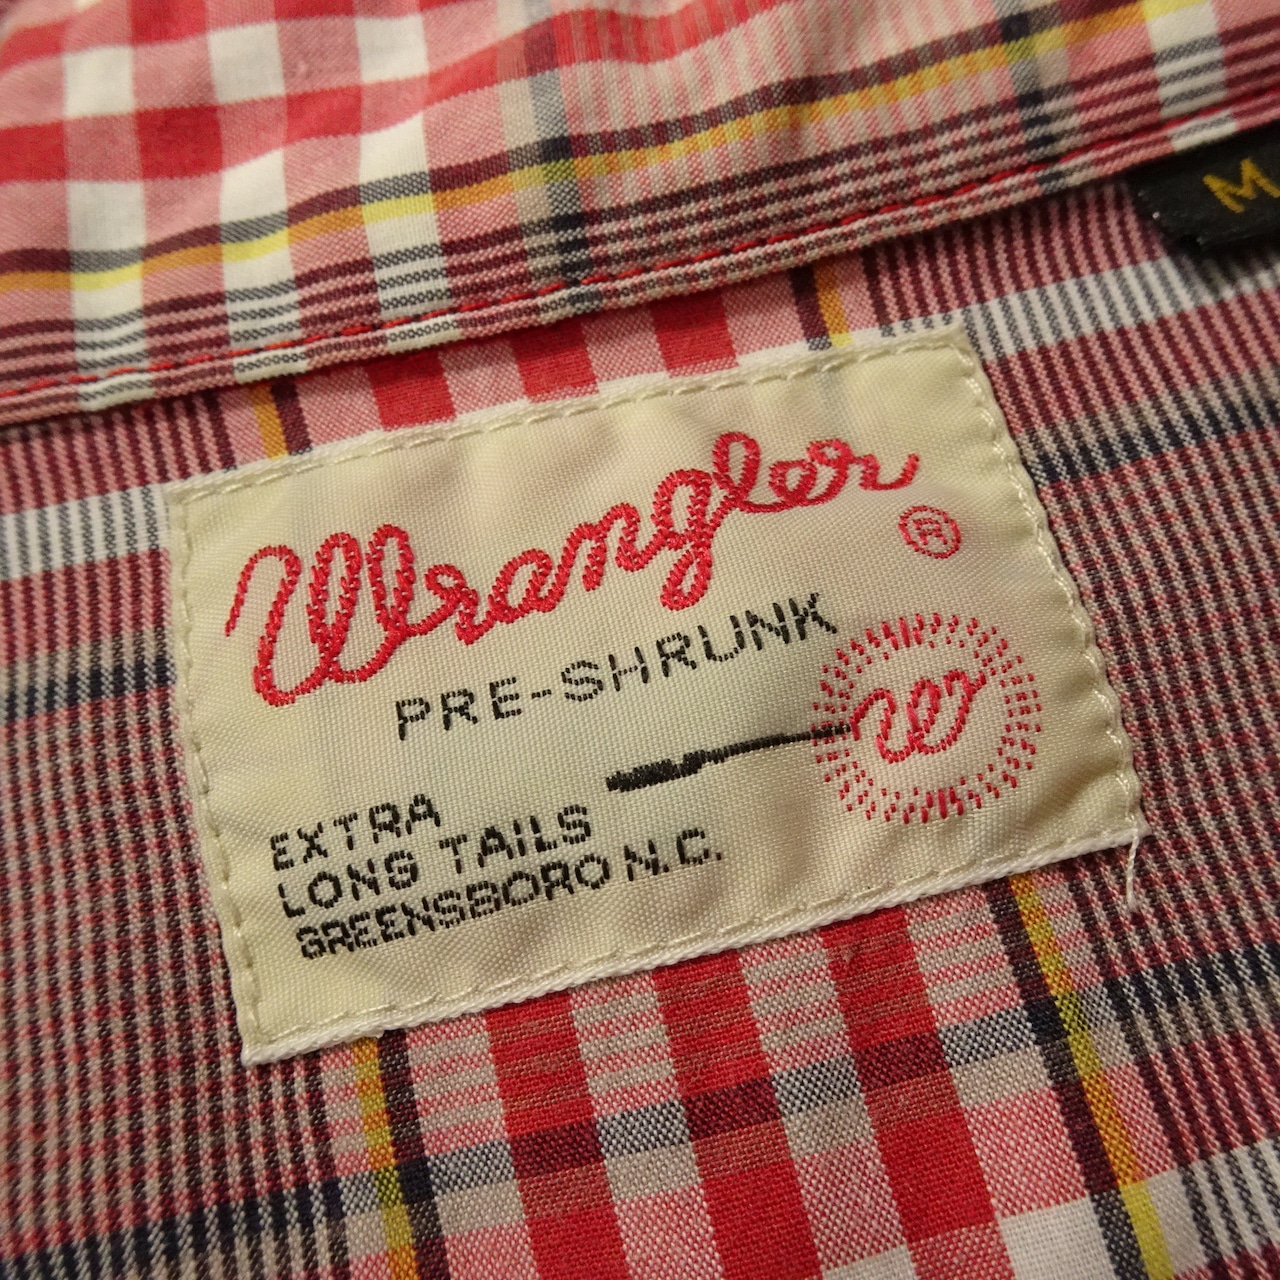 M
Wrangler
®
PRE-SHRUNK
W
EXTRA
LONG TAILS
GREENSBORO N.C.